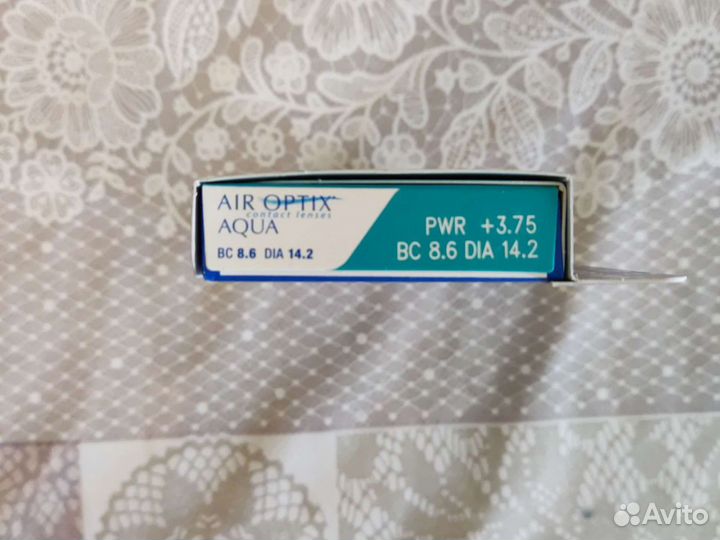 AIR OPTIX
contact lenses
AQUA
BC 8.6 DIA 14.2
PWR +3.75
BC 8.6 DIA 14.2
Avito